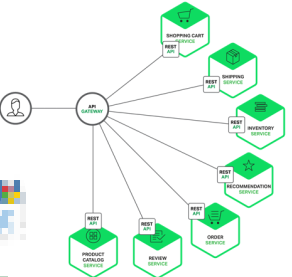 SHOPPING CART
SERVICE
REST
API
SHIPPING
SERVICE
REST
API
API
GATEWAY
INVENTORY
SERVICE
REST
API
RECOMMENDATION
SERVICE
REST
API
ORDER
SERVICE
REST
API
REVIEW
SERVICE
REST
API
PRODUCT
CATALOG
SERVICE
REST
API